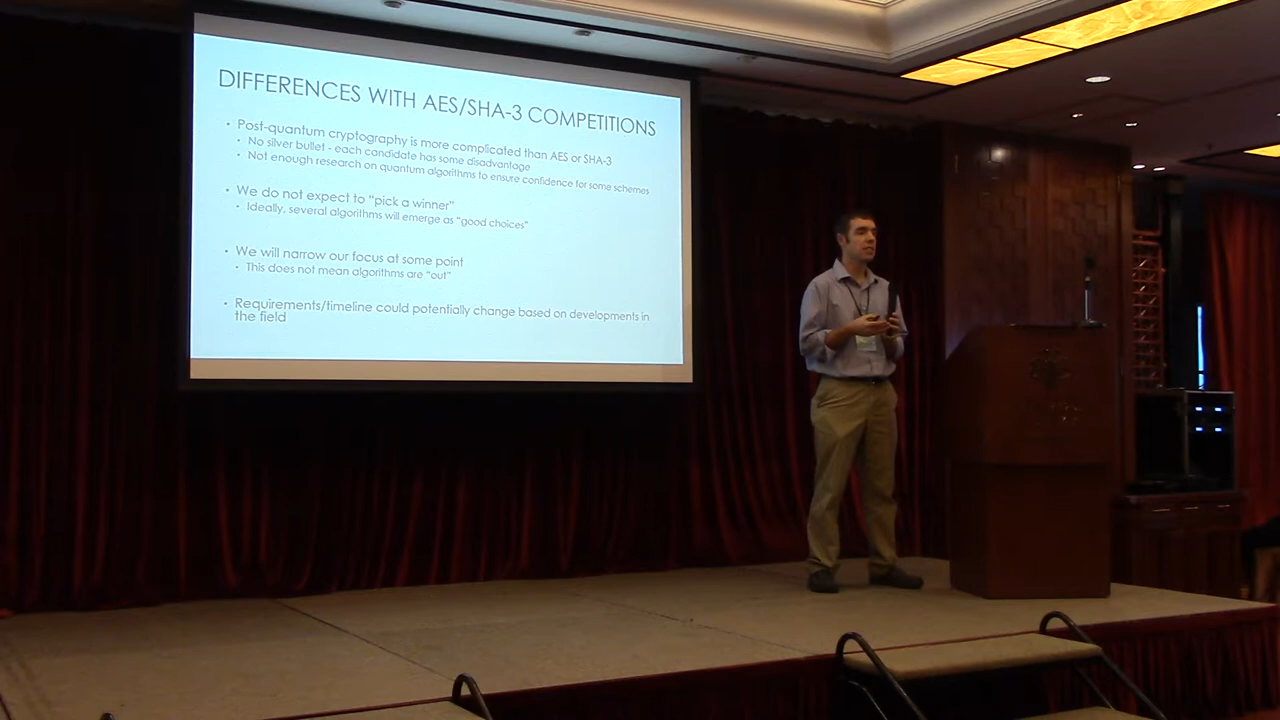 DIFFERENCES WITH AES/SHA-3 COMPETITIONS
• Post-quantum cryptography is more complicated than AES or SHA-3
• No silver bullet - each candidate has some disadvantage
• Not enough research on quantum algorithms to ensure confidence for some schemes
• We do not expect to "pick a winner"
• Ideally, several algorithms will emerge as "good choices"
• We will narrow our focus at some point
• This does not mean algorithms are "out"
• Requirements/timeline could potentially change based on developments in
the field